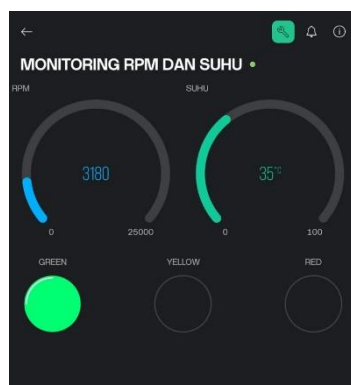 MONITORING RPM DAN SUHU
RPM SUHU
3180 35°C
0 25000 0 100
GREEN YELLOW RED